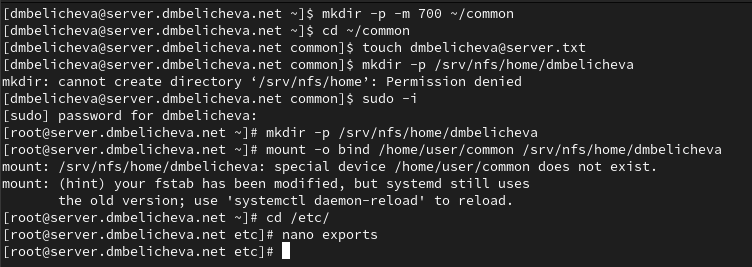 [dmbelicheva@server.dmbelicheva.net ~]$ mkdir -p -m 700 ~/common
[dmbelicheva@server.dmbelicheva.net ~]$ cd ~/common
[dmbelicheva@server.dmbelicheva.net common]$ touch dmbelicheva@server.txt
[dmbelicheva@server.dmbelicheva.net common]$ mkdir -p /srv/nfs/home/dmbelicheva
mkdir: cannot create directory ‘/srv/nfs/home’: Permission denied
[dmbelicheva@server.dmbelicheva.net common]$ sudo -i
[sudo] password for dmbelicheva:
[root@server.dmbelicheva.net ~]# mkdir -p /srv/nfs/home/dmbelicheva
[root@server.dmbelicheva.net ~]# mount -o bind /home/user/common /srv/nfs/home/dmbelicheva
mount: /srv/nfs/home/dmbelicheva: special device /home/user/common does not exist.
mount: (hint) your fstab has been modified, but systemd still uses
       the old version; use 'systemctl daemon-reload' to reload.
[root@server.dmbelicheva.net ~]# cd /etc/
[root@server.dmbelicheva.net etc]# nano exports
[root@server.dmbelicheva.net etc]#